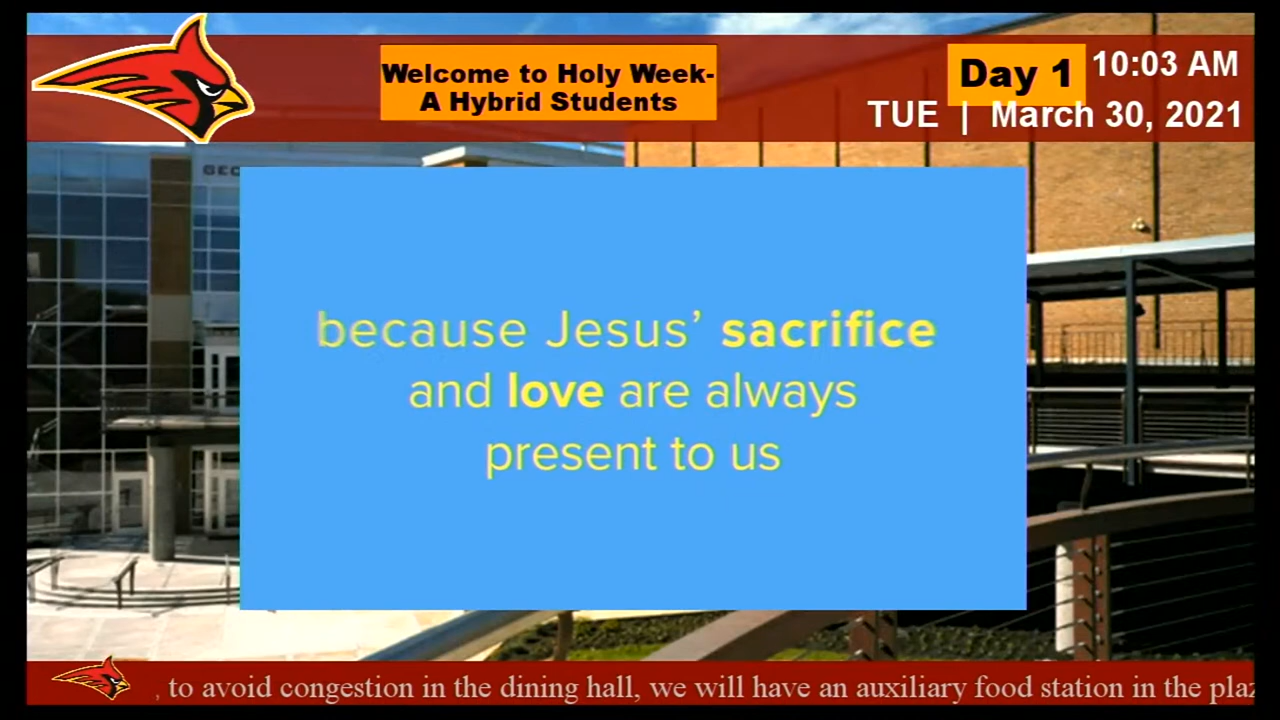 Welcome to Holy Week-
A Hybrid Students
Day 1
10:03 AM
TUE | March 30, 2021
because Jesus’ sacrifice
and love are always
present to us
, to avoid congestion in the dining hall, we will have an auxiliary food station in the